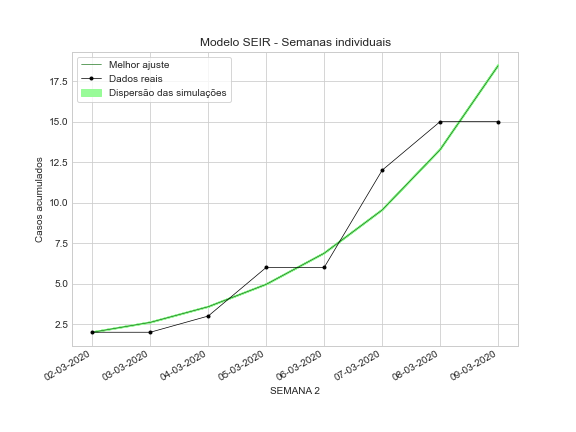 Modelo SEIR - Semanas individuais
Melhor ajuste
Dados reais
Dispersão das simulações
Casos acumulados
17.5
15.0
12.5
10.0
7.5
5.0
2.5
02-03-2020
03-03-2020
04-03-2020
05-03-2020
06-03-2020
07-03-2020
08-03-2020
09-03-2020
SEMANA 2